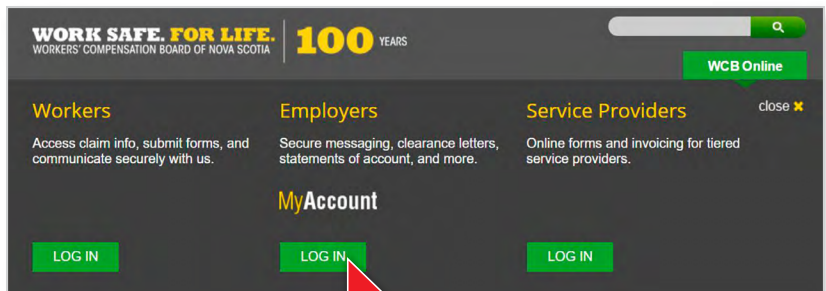 WORK SAFE. FOR LIFE.
WORKERS' COMPENSATION BOARD OF NOVA SCOTIA
100 YEARS
WCB Online
close
Workers
Access claim info, submit forms, and
communicate securely with us.
LOG IN
Employers
Secure messaging, clearance letters,
statements of account, and more.
MyAccount
LOG IN
Service Providers
Online forms and invoicing for tiered
service providers.
LOG IN